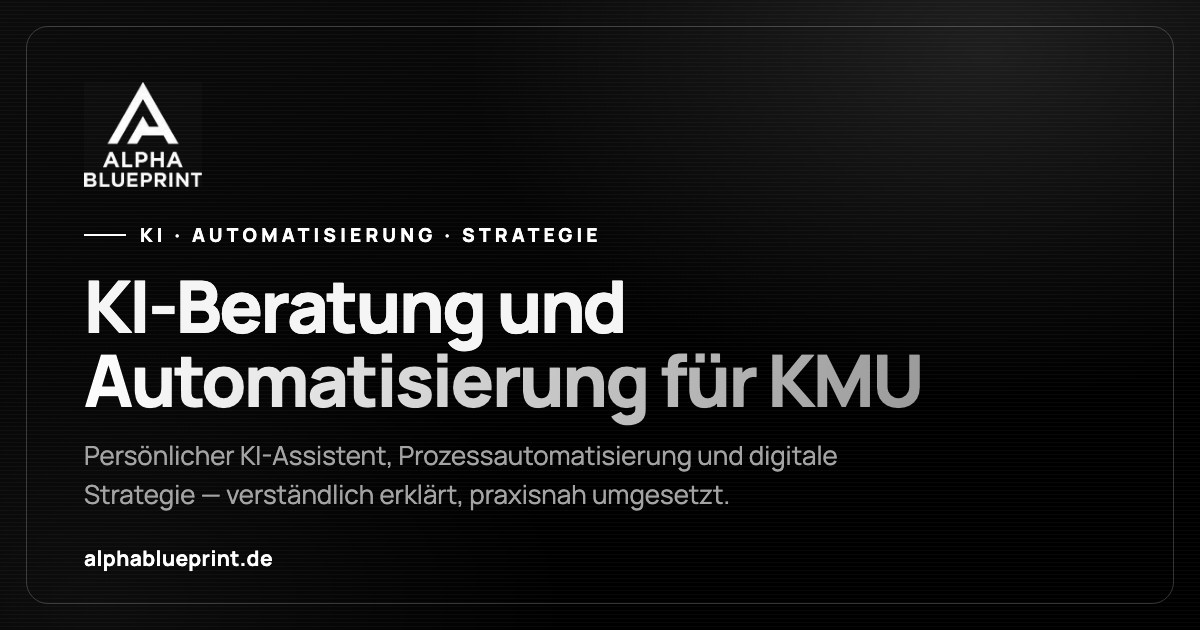 ALPHA
BLUEPRINT
KI · AUTOMATISIERUNG · STRATEGIE
KI-Beratung und
Automatisierung für KMU
Persönlicher KI-Assistent, Prozessautomatisierung und digitale
Strategie — verständlich erklärt, praxisnah umgesetzt.
alphablueprint.de